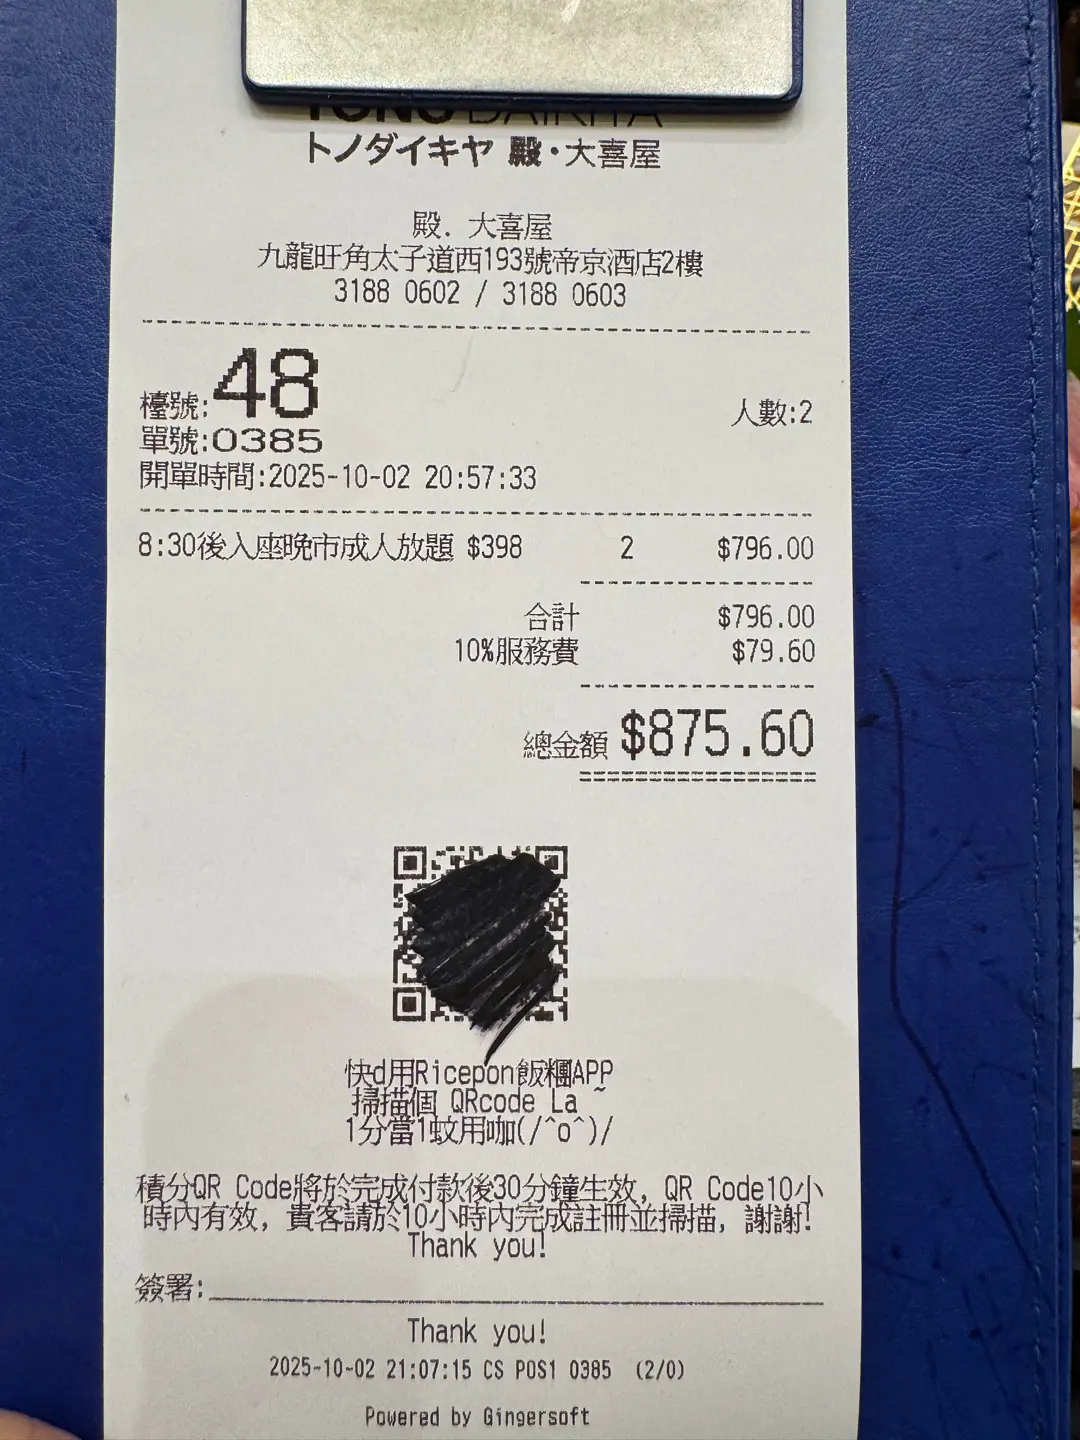 TONO DAIKIYA
トノダイキヤ 殿・大喜屋
殿. 大喜屋
九龍旺角太子道西193號帝京酒店2樓
3188 0602 / 3188 0603
檯號:48 人數:2
單號:0385
開單時間:2025-10-02 20:57:33
8:30後入座晚市成人放題 $398 2 $796.00
合計 $796.00
10%服務費 $79.60
總金額 $875.60
快d用Ricepon飯糰APP
掃描個 QRcode La ~
1分當1蚊用咖(/^o^)/
積分QR Code將於完成付款後30分鐘生效, QR Code10小
時內有效, 貴客請於10小時內完成註冊並掃描, 謝謝!
Thank you!
簽署:
Thank you!
2025-10-02 21:07:15 CS POS1 0385 (2/0)
Powered by Gingersoft